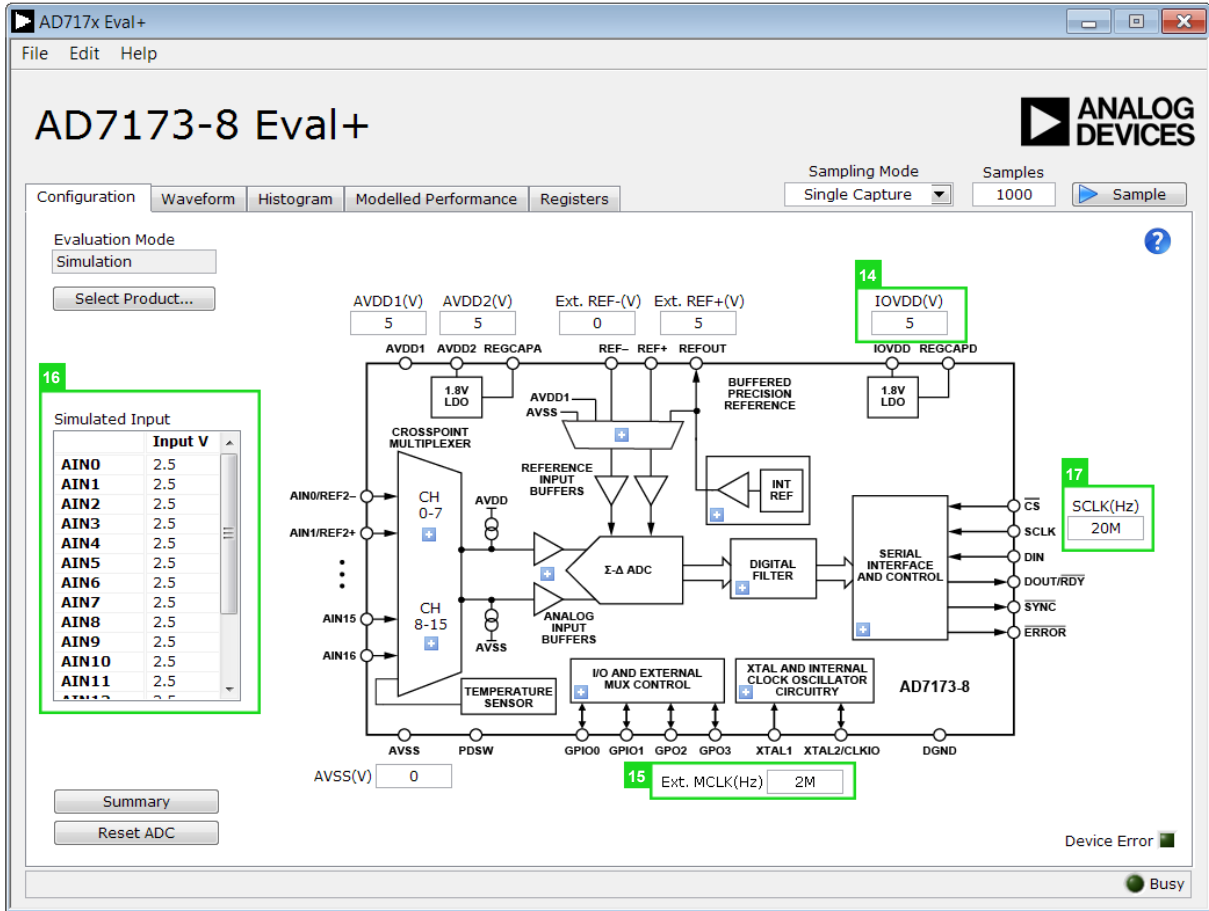 AD717x Eval+
File Edit Help
AD7173-8 Eval+
ANALOG
DEVICES
Sampling Mode
Samples
Single Capture
1000
Sample
Configuration
Waveform
Histogram
Modelled Performance
Registers
Evaluation Mode
Simulation
Select Product...
?
14
AVDD1(V)
AVDD2(V)
Ext. REF-(V)
Ext. REF+(V)
IOVDD(V)
5
5
0
5
5
AVDD1 AVDD2 REGCAPA
REF– REF+ REFOUT
IOVDD REGCAPD
16
Simulated Input
Input V
AIN0 2.5
AIN1 2.5
AIN2 2.5
AIN3 2.5
AIN4 2.5
AIN5 2.5
AIN6 2.5
AIN7 2.5
AIN8 2.5
AIN9 2.5
AIN10 2.5
AIN11 2.5
1.8V
LDO
AVDD1
AVSS
BUFFERED
PRECISION
REFERENCE
1.8V
LDO
CROSSPOINT
MULTIPLEXER
REFERENCE
INPUT
BUFFERS
INT
REF
17
SCLK(Hz)
20M
AIN0/REF2–
AIN1/REF2+
AIN15
AIN16
CH
0-7
CH
8-15
AVDD
AVSS
Σ-Δ ADC
ANALOG
INPUT
BUFFERS
DIGITAL
FILTER
SERIAL
INTERFACE
AND CONTROL
CS
SCLK
DIN
DOUT/RDY
SYNC
ERROR
TEMPERATURE
SENSOR
I/O AND EXTERNAL
MUX CONTROL
XTAL AND INTERNAL
CLOCK OSCILLATOR
CIRCUITRY
AD7173-8
AVSS
PDSW
GPIO0 GPIO1 GPO2 GPO3
XTAL1 XTAL2/CLKIO
DGND
AVSS(V) 0
15
Ext. MCLK(Hz) 2M
Summary
Reset ADC
Device Error
Busy